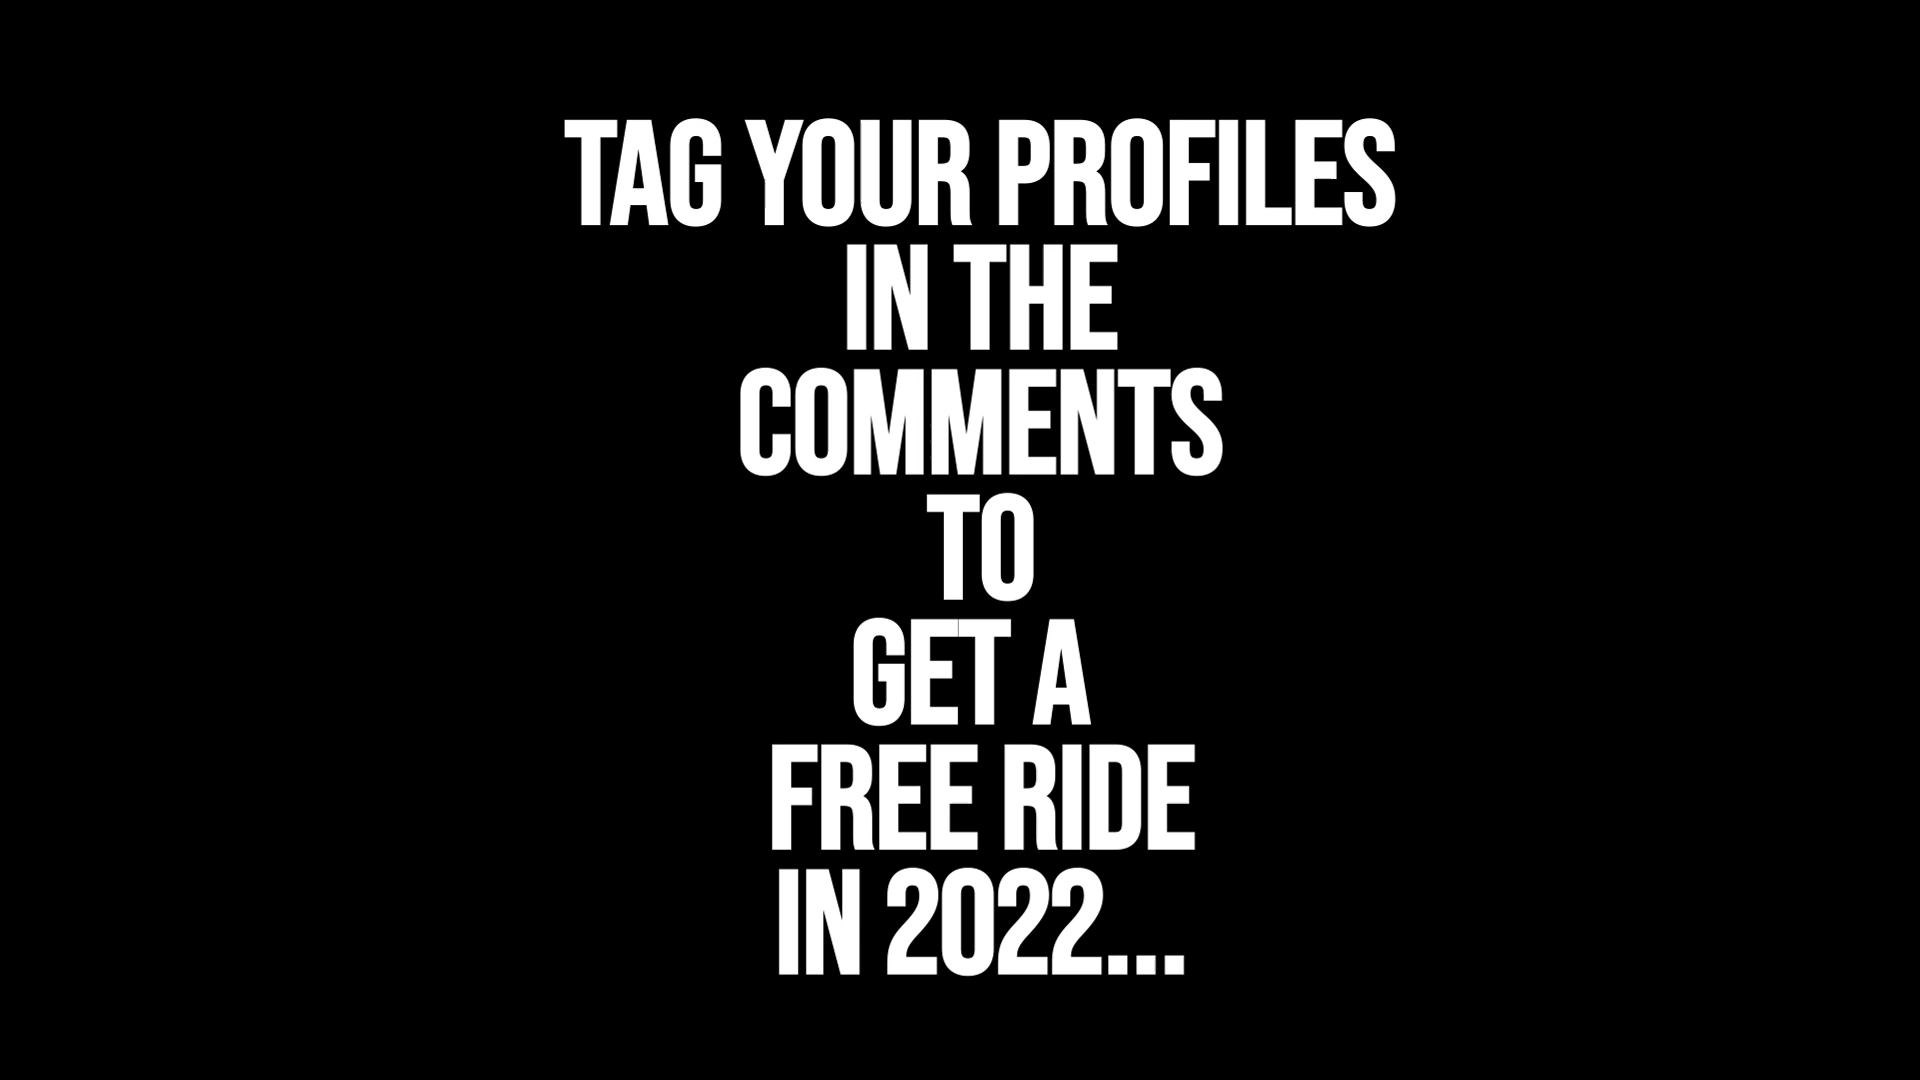 TAG YOUR PROFILES
IN THE
COMMENTS
TO
GET A
FREE RIDE
IN 2022...